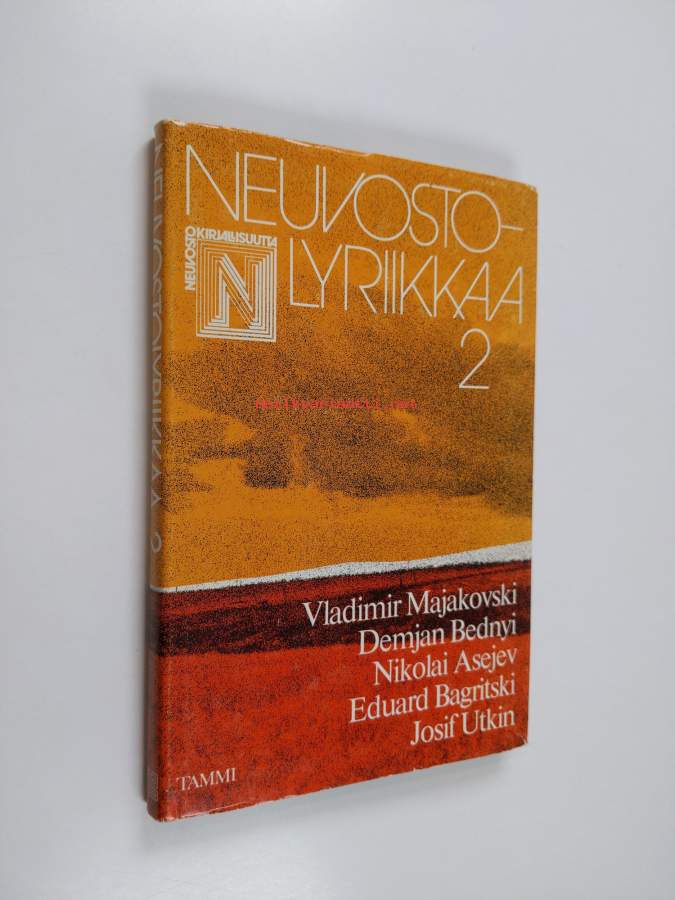 NEUVOSTO-
LYRIIKKAA
2
NEUVOSTO
KIRJALLISUUTTA
N
Vladimir Majakovski
Demjan Bednyi
Nikolai Asejev
Eduard Bagritski
Josif Utkin
TAMMI
NEUVOSTOLYRIIKKAA 2